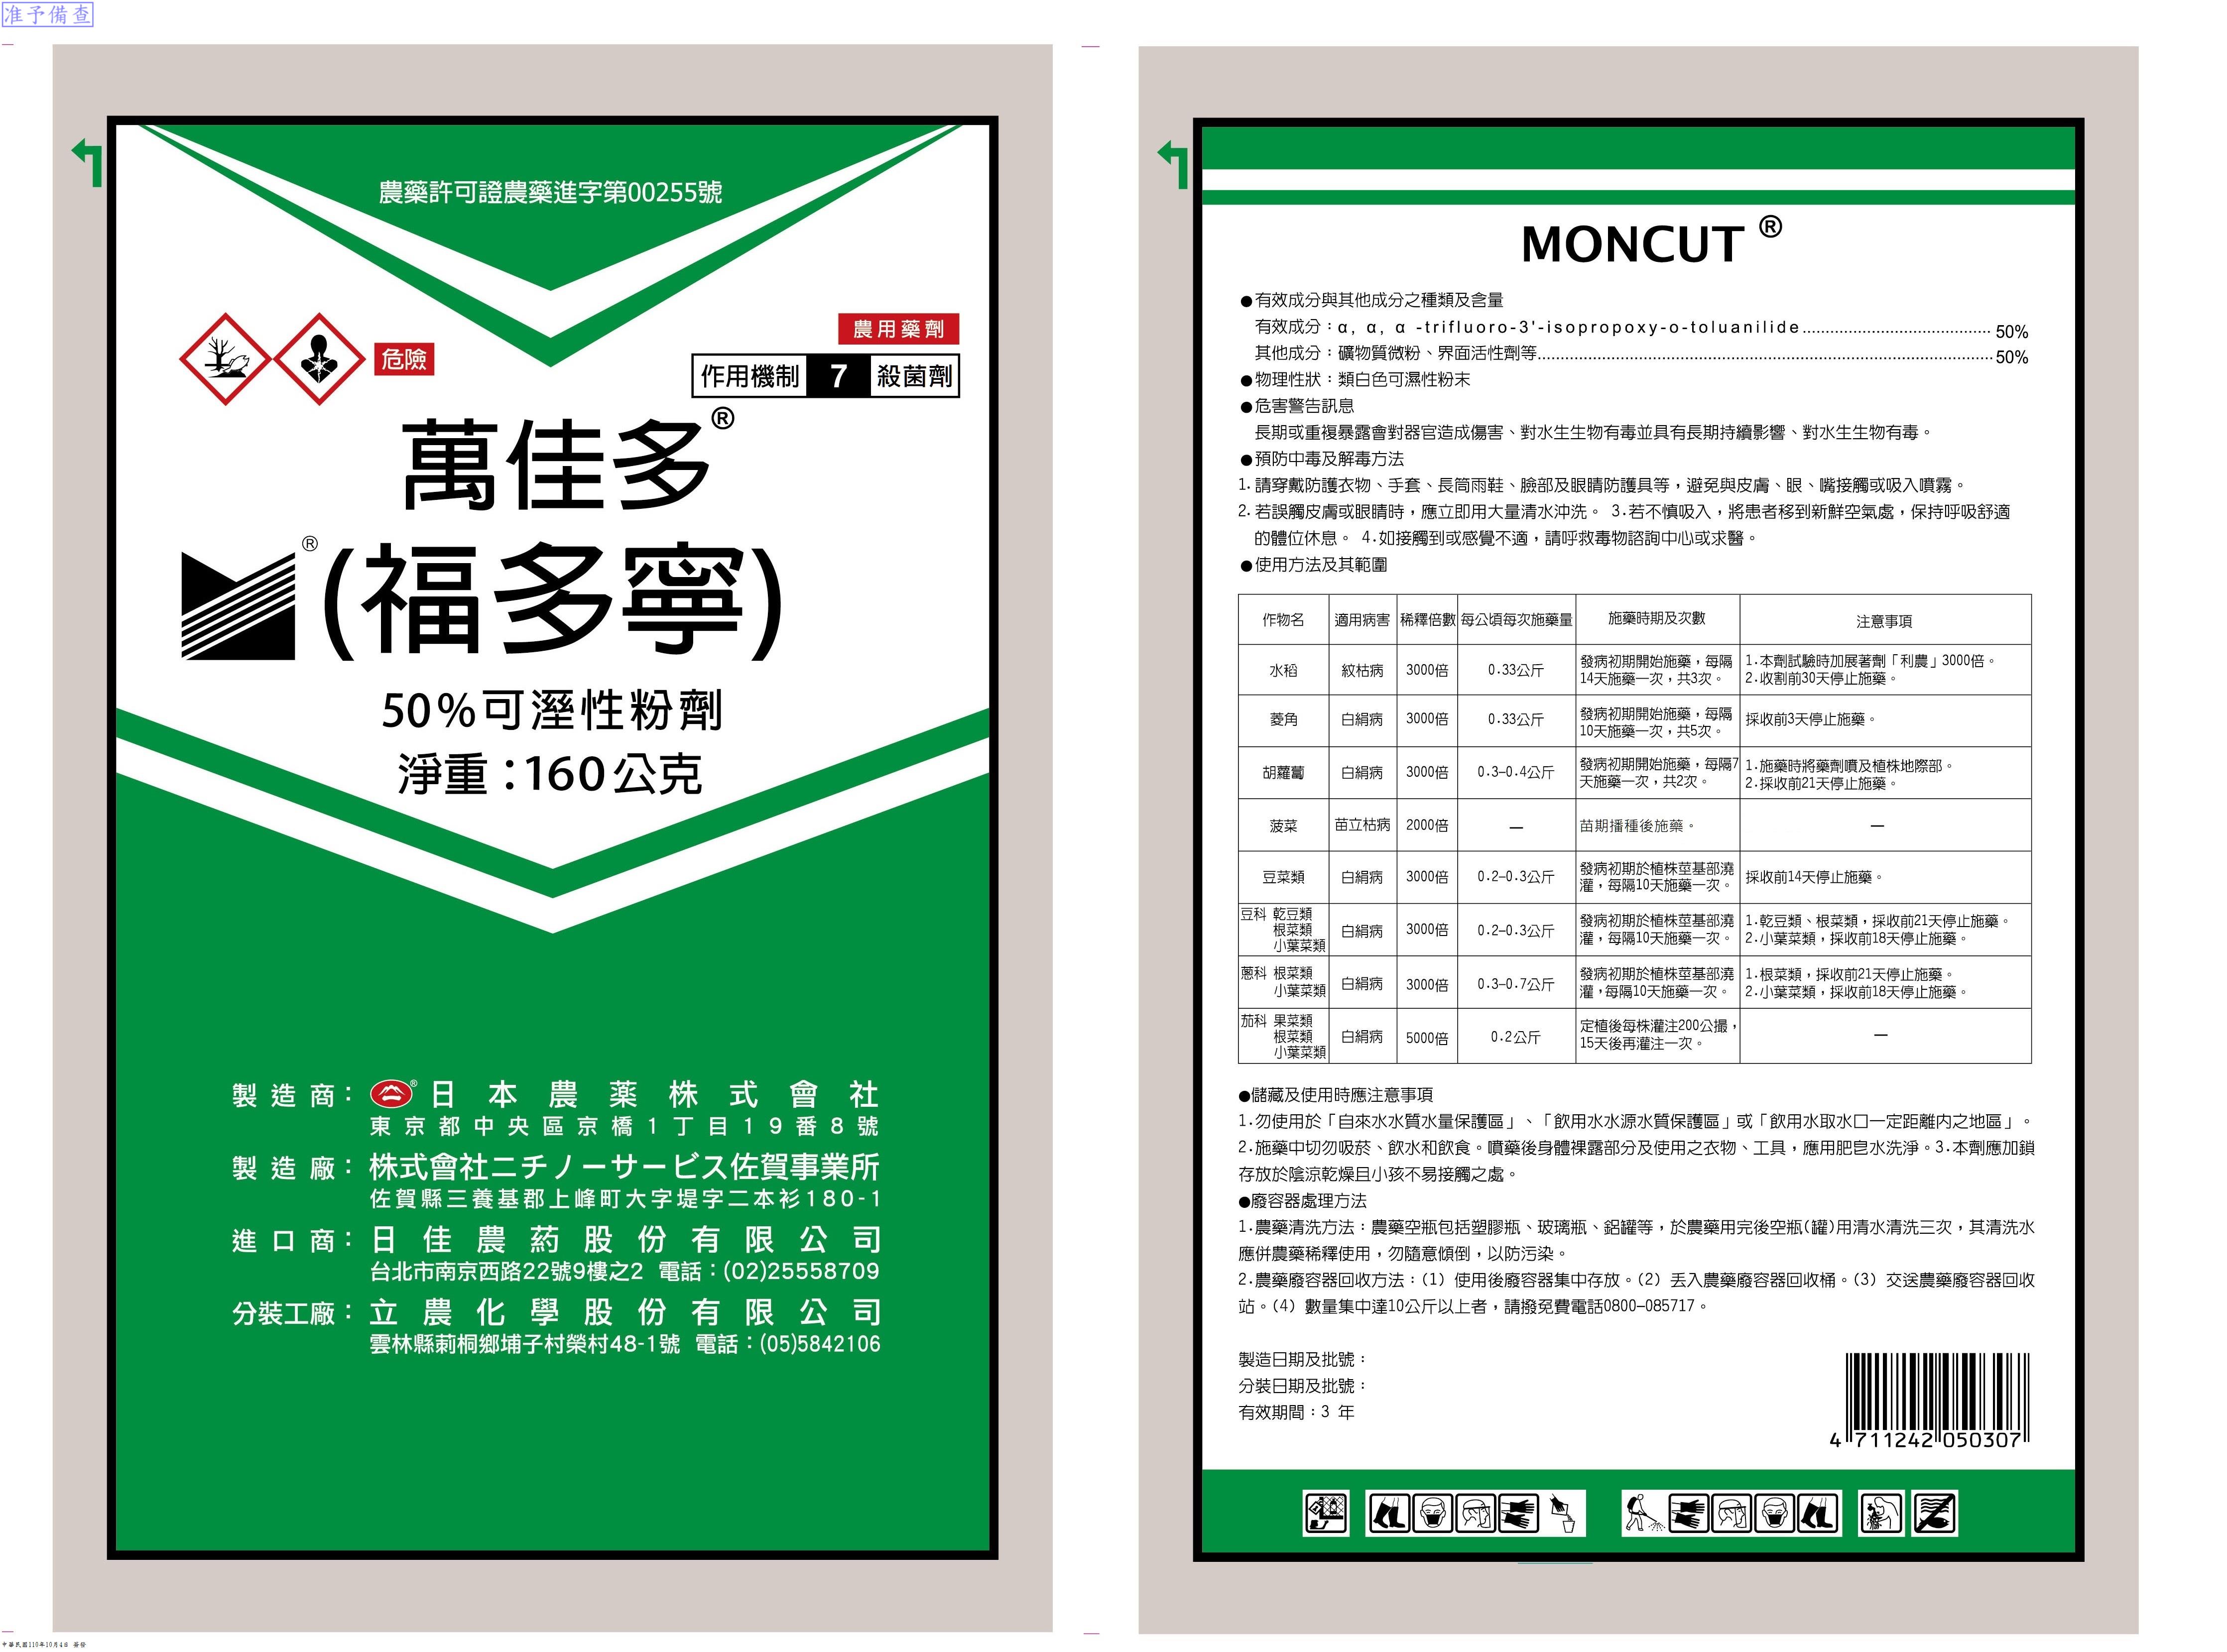 准予備查
農藥許可證農藥進字第00255號
危險
農用藥劑
作用機制 7 殺菌劑
萬佳多®
®(福多寧)
50%可溼性粉劑
淨重：160公克
製造商：® 日本農薬株式會社
東京都中央區京橋1丁目19番8號
製造廠：株式會社ニチノーサービス佐賀事業所
佐賀縣三養基郡上峰町大字堤字二本衫180-1
進口商：日佳農葯股份有限公司
台北市南京西路22號9樓之2 電話：(02)25558709
分裝工廠：立農化學股份有限公司
雲林縣莿桐鄉埔子村榮村48-1號 電話：(05)5842106
中華民國110年10月4日 簽發
MONCUT®
●有效成分與其他成分之種類及含量
有效成分：α, α, α -trifluoro-3'-isopropoxy-o-toluanilide........................................ 50%
其他成分：礦物質微粉、界面活性劑等.................................................................................................... 50%
●物理性狀：類白色可濕性粉末
●危害警告訊息
長期或重複暴露會對器官造成傷害、對水生生物有毒並具有長期持續影響、對水生生物有毒。
●預防中毒及解毒方法
1.請穿戴防護衣物、手套、長筒雨鞋、臉部及眼睛防護具等，避免與皮膚、眼、嘴接觸或吸入噴霧。
2.若誤觸皮膚或眼睛時，應立即用大量清水沖洗。 3.若不慎吸入，將患者移到新鮮空氣處，保持呼吸舒適
的體位休息。 4.如接觸到或感覺不適，請呼救毒物諮詢中心或求醫。
●使用方法及其範圍
作物名 適用病害 稀釋倍數 每公頃每次施藥量 施藥時期及次數 注意事項
水稻 紋枯病 3000倍 0.33公斤 發病初期開始施藥，每隔 1.本劑試驗時加展著劑「利農」3000倍。
14天施藥一次，共3次。 2.收割前30天停止施藥。
菱角 白絹病 3000倍 0.33公斤 發病初期開始施藥，每隔 採收前3天停止施藥。
10天施藥一次，共5次。
胡蘿蔔 白絹病 3000倍 0.3–0.4公斤 發病初期開始施藥，每隔7 1.施藥時將藥劑噴及植株地際部。
天施藥一次，共2次。 2.採收前21天停止施藥。
菠菜 苗立枯病 2000倍 — 苗期播種後施藥。 —
豆菜類 白絹病 3000倍 0.2–0.3公斤 發病初期於植株莖基部澆 採收前14天停止施藥。
灌，每隔10天施藥一次。
豆科 乾豆類 白絹病 3000倍 0.2–0.3公斤 發病初期於植株莖基部澆 1.乾豆類、根菜類，採收前21天停止施藥。
根菜類 灌，每隔10天施藥一次。 2.小葉菜類，採收前18天停止施藥。
小葉菜類
蔥科 根菜類 白絹病 3000倍 0.3–0.7公斤 發病初期於植株莖基部澆 1.根菜類，採收前21天停止施藥。
小葉菜類 灌，每隔10天施藥一次。 2.小葉菜類，採收前18天停止施藥。
茄科 果菜類 白絹病 5000倍 0.2公斤 定植後每株灌注200公撮， —
根菜類 15天後再灌注一次。
小葉菜類
●儲藏及使用時應注意事項
1.勿使用於「自來水水質水量保護區」、「飲用水水源水質保護區」或「飲用水取水口一定距離內之地區」。
2.施藥中切勿吸菸、飲水和飲食。噴藥後身體裸露部分及使用之衣物、工具，應用肥皂水洗淨。3.本劑應加鎖
存放於陰涼乾燥且小孩不易接觸之處。
●廢容器處理方法
1.農藥清洗方法：農藥空瓶包括塑膠瓶、玻璃瓶、鋁罐等，於農藥用完後空瓶(罐)用清水清洗三次，其清洗水
應併農藥稀釋使用，勿隨意傾倒，以防污染。
2.農藥廢容器回收方法：(1) 使用後廢容器集中存放。(2) 丟入農藥廢容器回收桶。(3) 交送農藥廢容器回收
站。(4) 數量集中達10公斤以上者，請撥免費電話0800–085717。
製造日期及批號：
分裝日期及批號：
有效期間：3 年
4 711242 050307